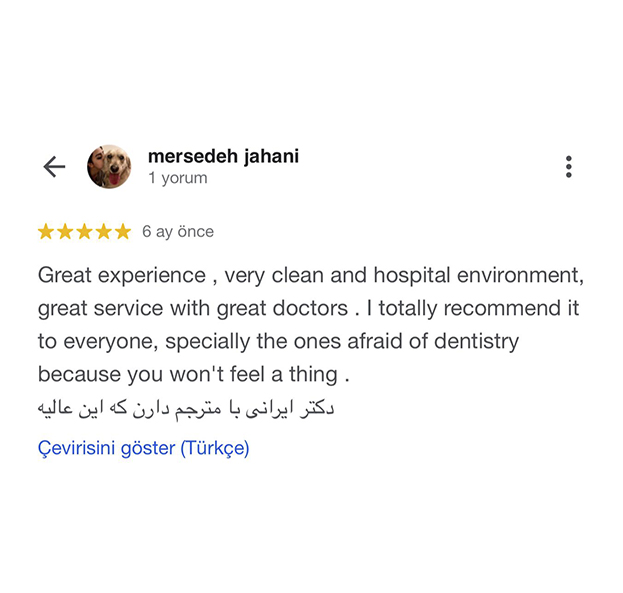 mersedeh jahani
1 yorum
6 ay önce
Great experience , very clean and hospital environment,
great service with great doctors . I totally recommend it
to everyone, specially the ones afraid of dentistry
because you won't feel a thing .
دکتر ایرانی با مترجم دارن که این عالیه
Çevirisini göster (Türkçe)